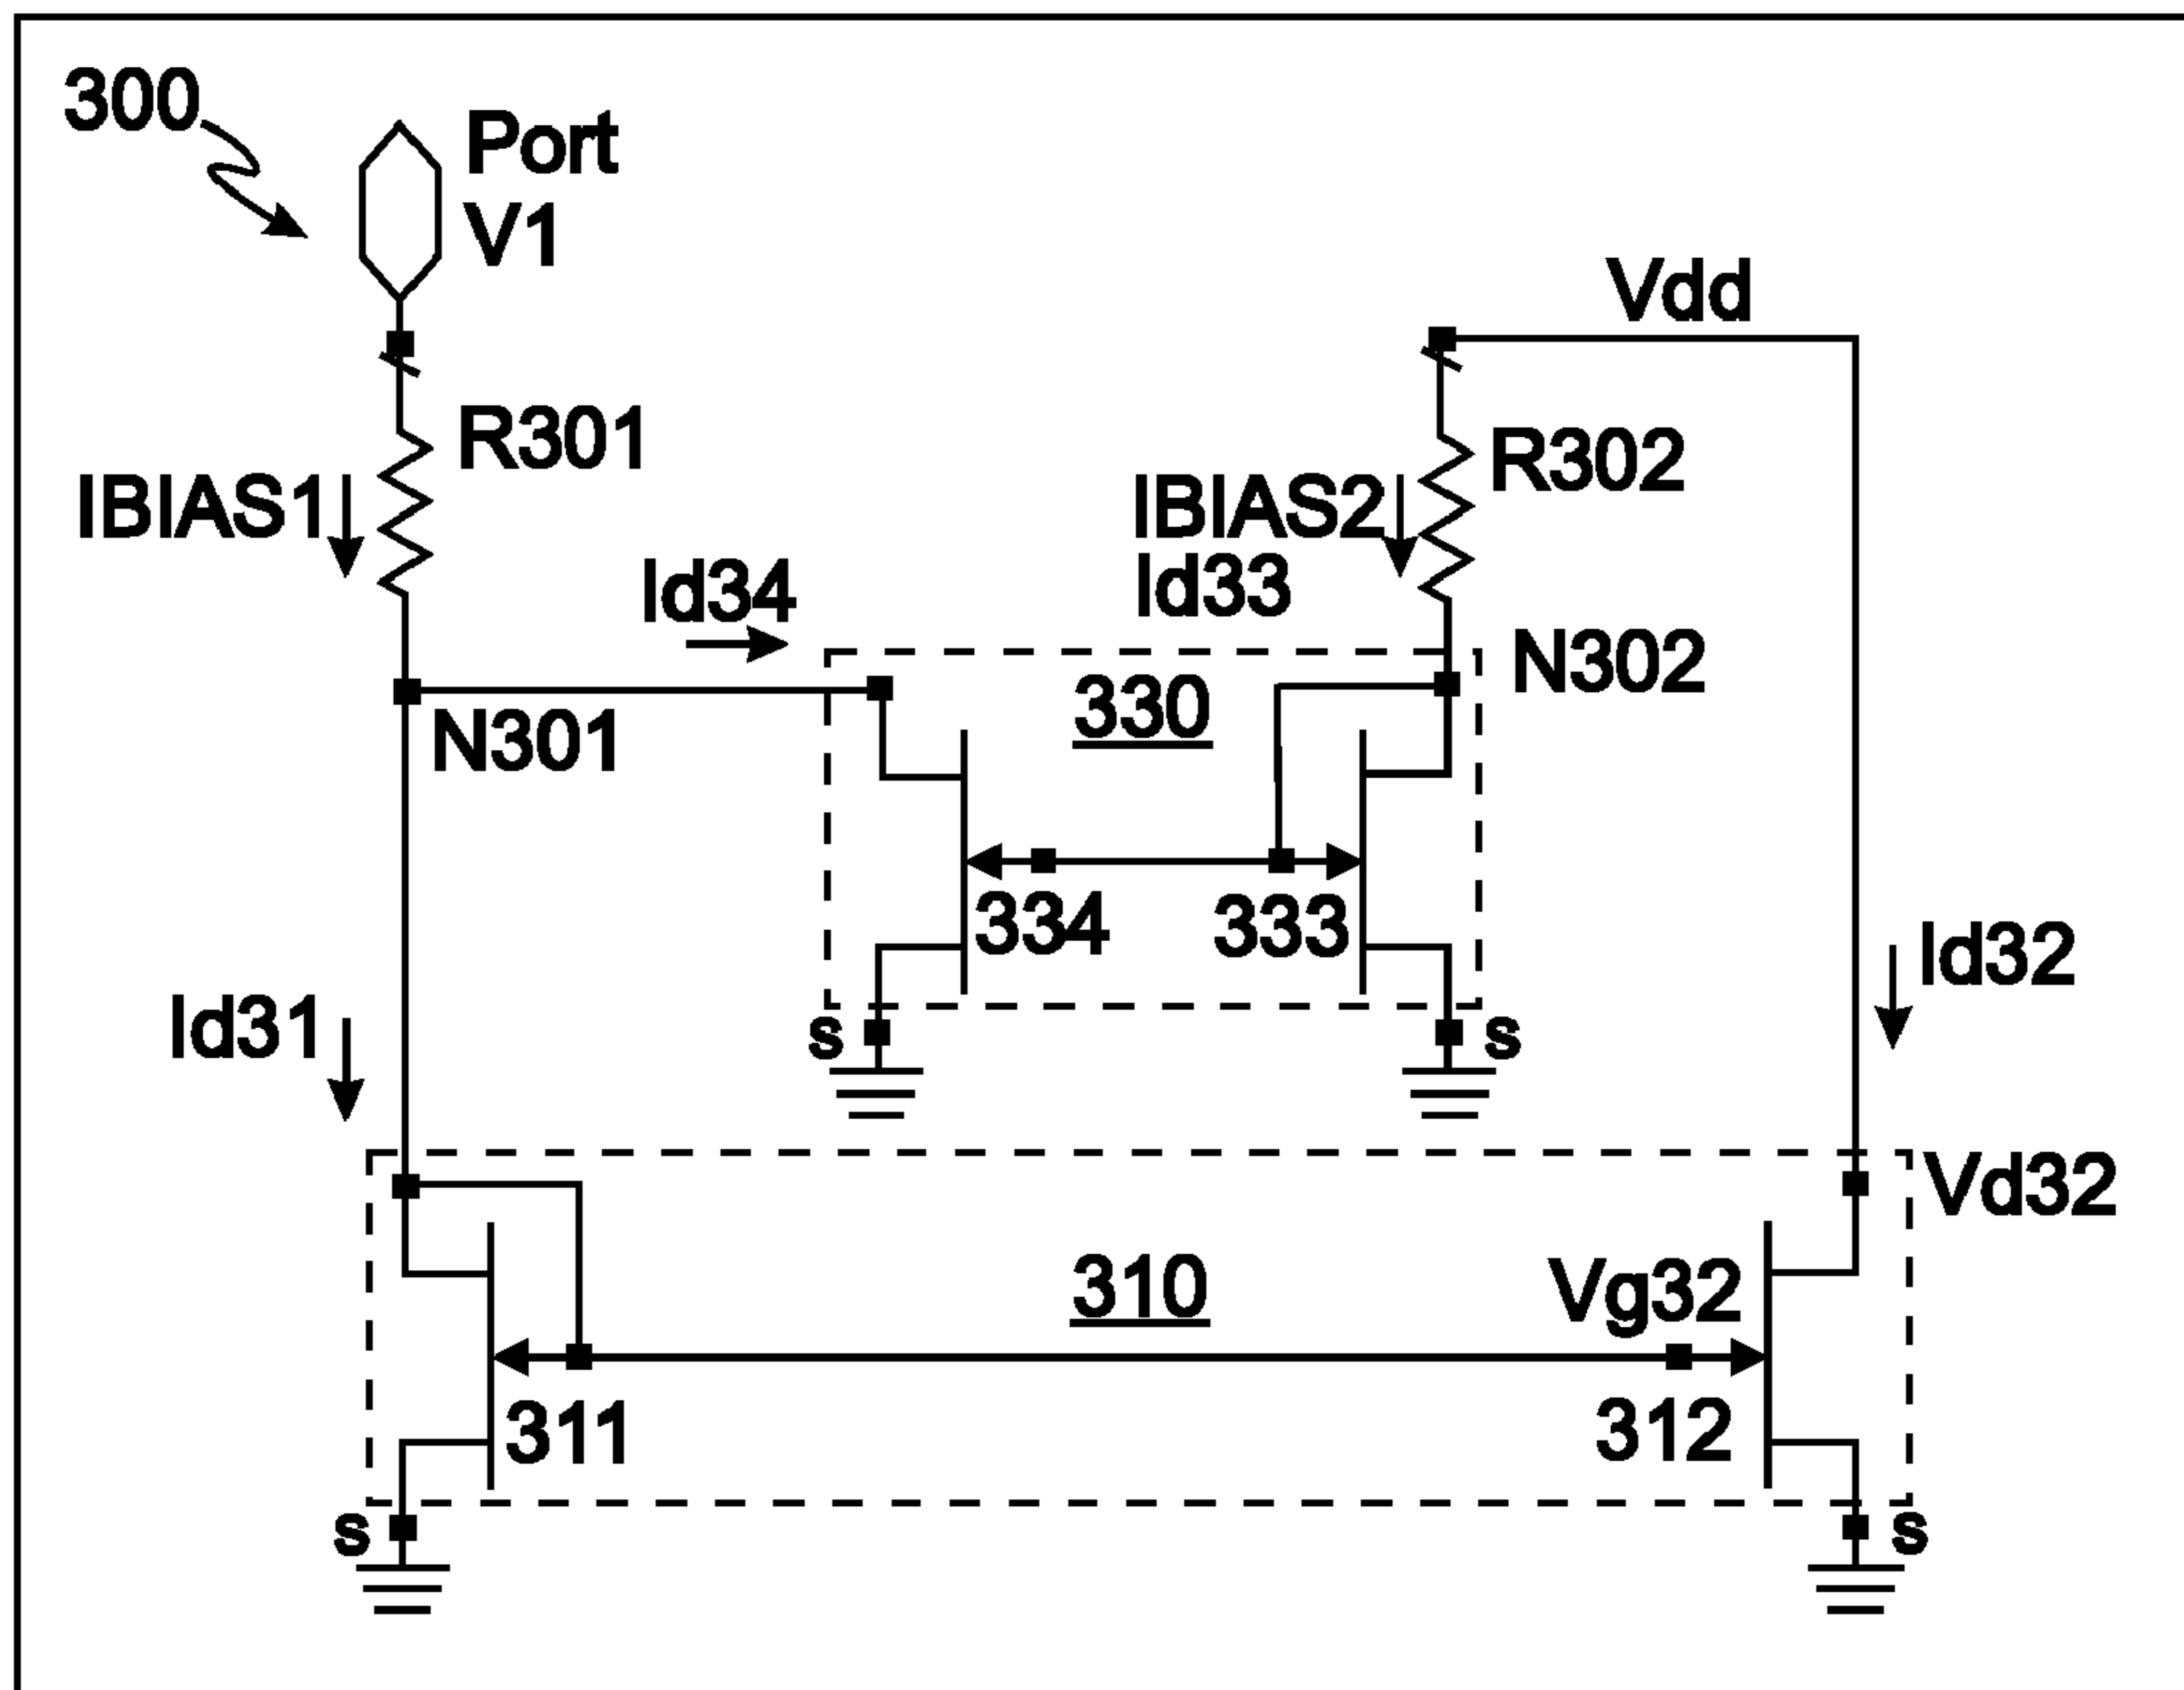 300
Port
V1
Vdd
R301
R302
IBIAS1
IBIAS2
Id34
Id33
N302
330
N301
334
333
Id32
Id31
s
s
Vd32
310
Vg32
311
312
s
s